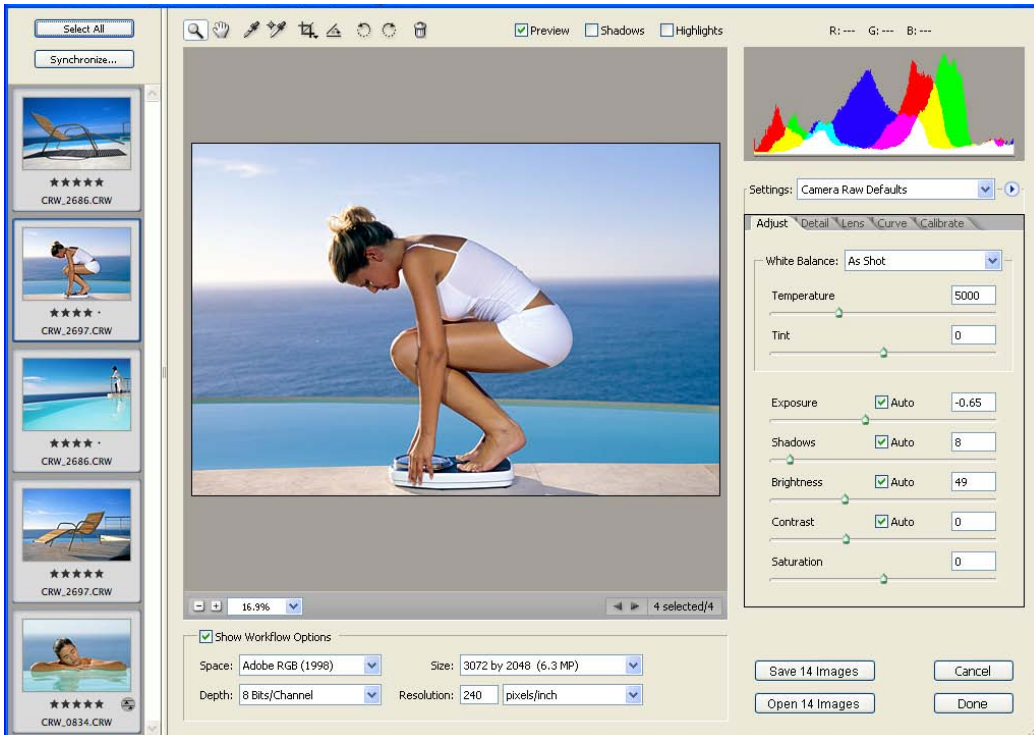 Select All
Synchronize...
★★★★★
CRW_2686.CRW
★★★★ ·
CRW_2697.CRW
★★★★ ·
CRW_2686.CRW
★★★★★
CRW_2697.CRW
★★★★★
CRW_0834.CRW
Preview Shadows Highlights
16.9% 4 selected/4
Show Workflow Options
Space: Adobe RGB (1998) Size: 3072 by 2048 (6.3 MP)
Depth: 8 Bits/Channel Resolution: 240 pixels/inch
R: --- G: --- B: ---
Settings: Camera Raw Defaults
Adjust Detail Lens Curve Calibrate
White Balance: As Shot
Temperature 5000
Tint 0
Exposure Auto -0.65
Shadows Auto 8
Brightness Auto 49
Contrast Auto 0
Saturation 0
Save 14 Images Cancel
Open 14 Images Done